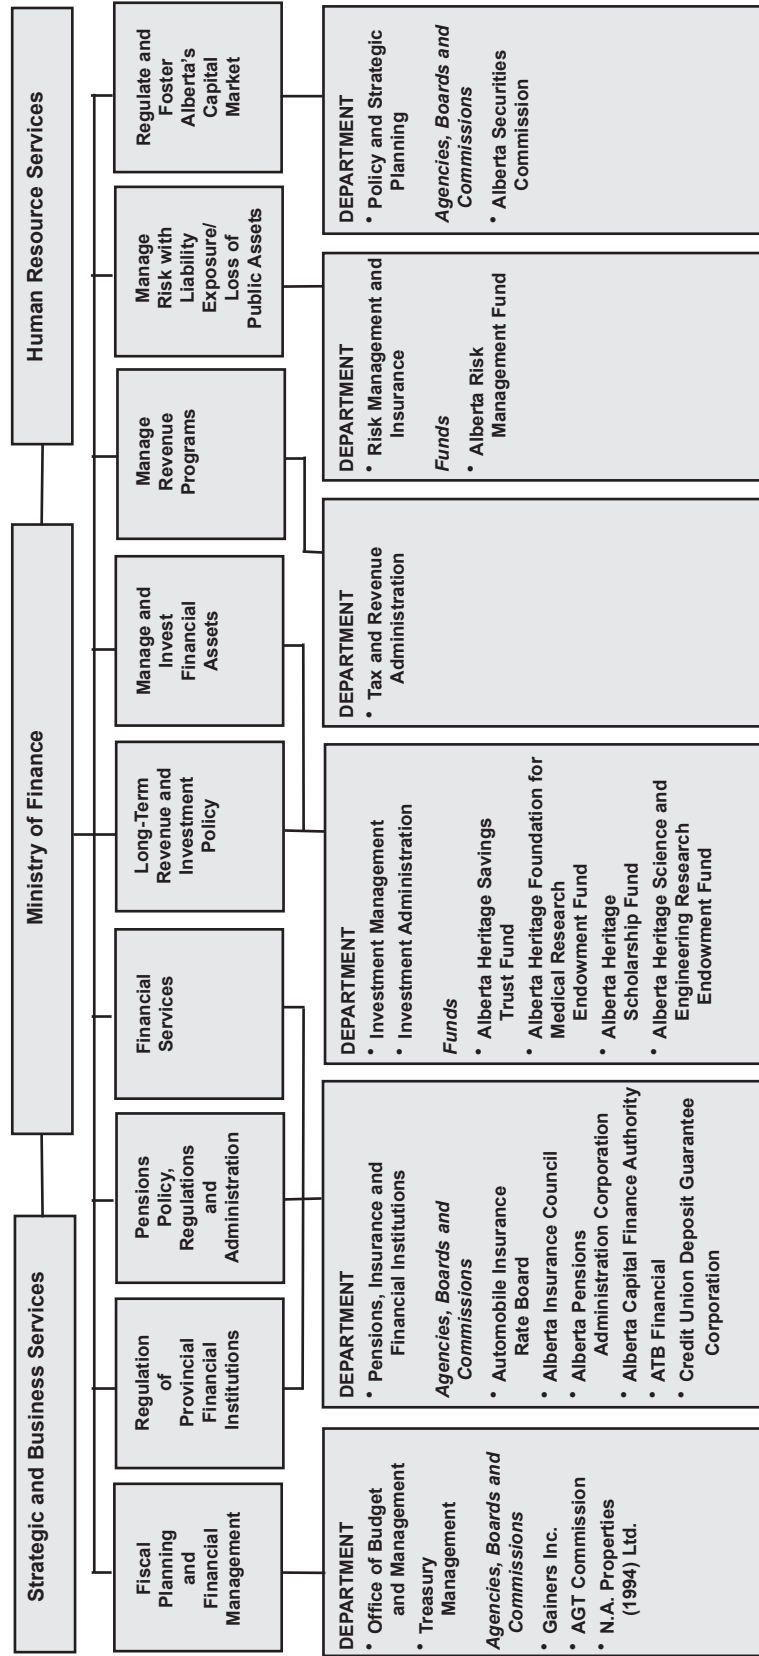 Strategic and Business Services
Ministry of Finance
Human Resource Services
Fiscal
Planning
and
Financial
Management
Regulation
of
Provincial
Financial
Institutions
Pensions
Policy,
Regulations
and
Administration
Financial
Services
Long-Term
Revenue and
Investment
Policy
Manage and
Invest
Financial
Assets
Manage
Revenue
Programs
Manage
Risk with
Liability
Exposure/
Loss of
Public Assets
Regulate and
Foster
Alberta's
Capital
Market
DEPARTMENT
• Office of Budget
and Management
• Treasury
Management
Agencies, Boards and
Commissions
• Gainers Inc.
• AGT Commission
• N.A. Properties
(1994) Ltd.
DEPARTMENT
• Pensions, Insurance and
Financial Institutions
Agencies, Boards and
Commissions
• Automobile Insurance
Rate Board
• Alberta Insurance Council
• Alberta Pensions
Administration Corporation
• Alberta Capital Finance Authority
• ATB Financial
• Credit Union Deposit Guarantee
Corporation
DEPARTMENT
• Investment Management
• Investment Administration
Funds
• Alberta Heritage Savings
Trust Fund
• Alberta Heritage Foundation for
Medical Research
Endowment Fund
• Alberta Heritage
Scholarship Fund
• Alberta Heritage Science and
Engineering Research
Endowment Fund
DEPARTMENT
• Tax and Revenue
Administration
DEPARTMENT
• Risk Management and
Insurance
Funds
• Alberta Risk
Management Fund
DEPARTMENT
• Policy and Strategic
Planning
Agencies, Boards and
Commissions
• Alberta Securities
Commission